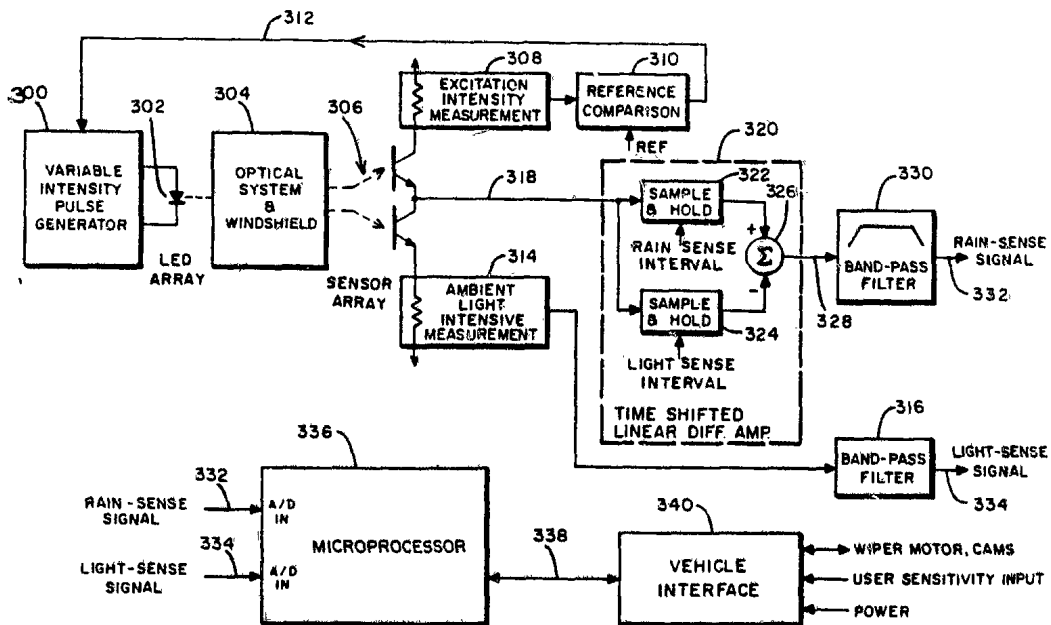 312
300
302
304
306
308
310
VARIABLE
INTENSITY
PULSE
GENERATOR
LED
ARRAY
OPTICAL
SYSTEM
&
WINDSHIELD
SENSOR
ARRAY
EXCITATION
INTENSITY
MEASUREMENT
REFERENCE
COMPARISON
REF
318
314
AMBIENT
LIGHT
INTENSIVE
MEASUREMENT
320
322
SAMPLE
& HOLD
RAIN SENSE
INTERVAL
+
326
Σ
-
SAMPLE
& HOLD
324
LIGHT SENSE
INTERVAL
TIME SHIFTED
LINEAR DIFF AMP.
328
330
BAND-PASS
FILTER
RAIN-SENSE
SIGNAL
332
316
BAND-PASS
FILTER
LIGHT-SENSE
SIGNAL
334
336
332
RAIN-SENSE
SIGNAL
A/D
IN
334
LIGHT-SENSE
SIGNAL
A/D
IN
MICROPROCESSOR
338
340
VEHICLE
INTERFACE
WIPER MOTOR, CAMS
USER SENSITIVITY INPUT
POWER